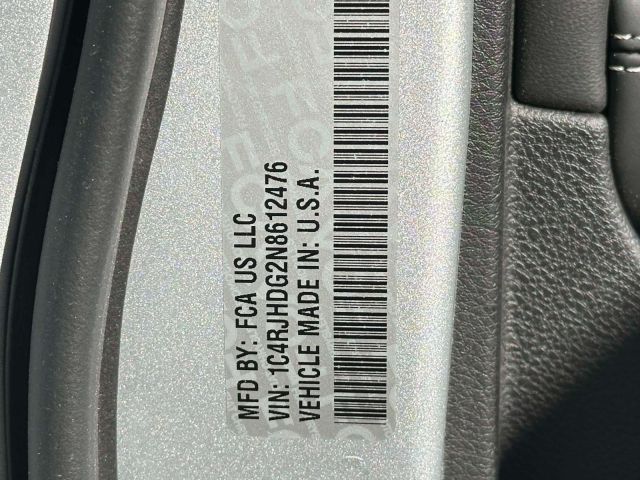 MFD BY: FCA US LLC
VIN: 1C4RJHDG2N8612476
VEHICLE MADE IN: U.S.A.